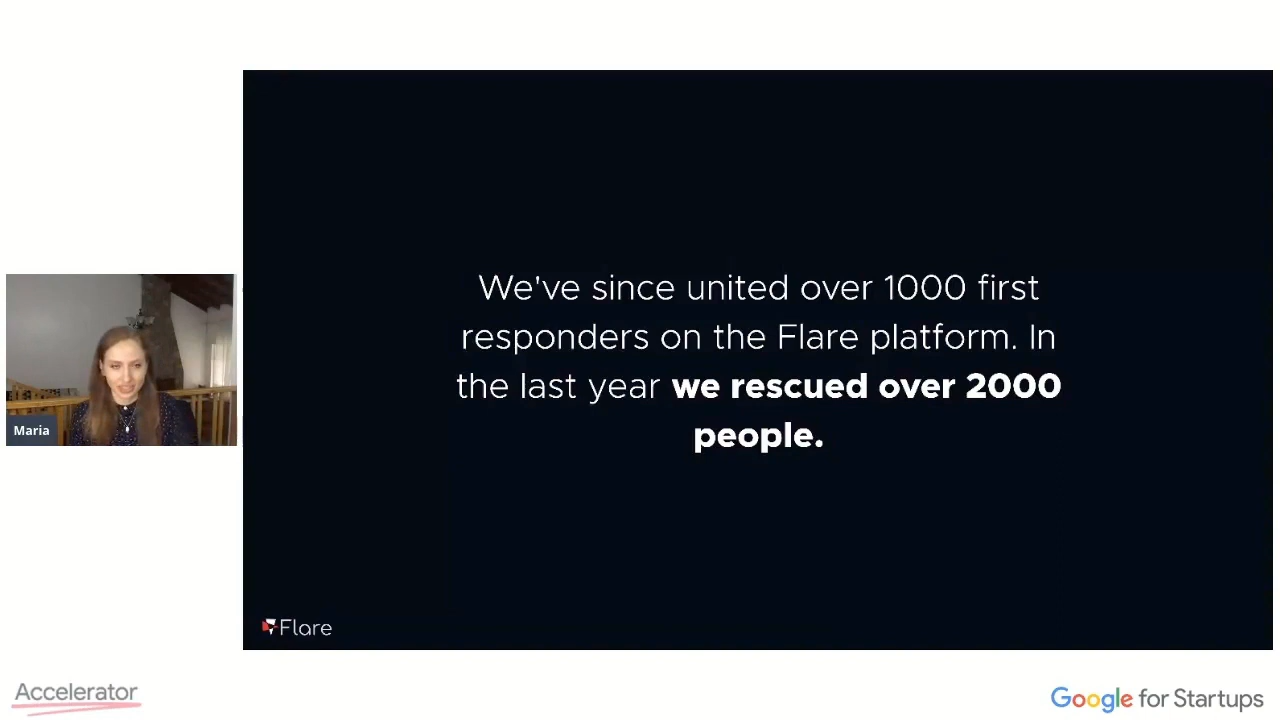 We've since united over 1000 first
responders on the Flare platform. In
the last year we rescued over 2000
people.
Maria
Flare
Accelerator
Google for Startups